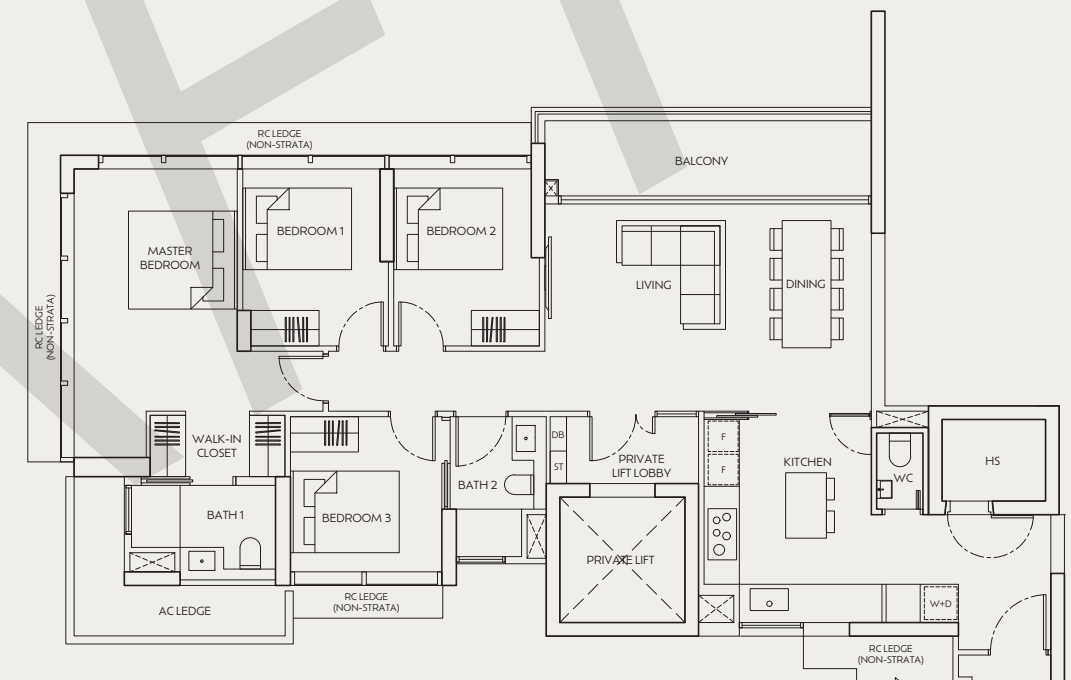 RC LEDGE
(NON-STRATA)
BALCONY
BEDROOM 1
BEDROOM 2
MASTER
BEDROOM
LIVING
DINING
RC LEDGE
(NON-STRATA)
WALK-IN
CLOSET
DB
F
PRIVATE
LIFT LOBBY
ST
F
KITCHEN
HS
WC
BATH 2
BATH 1
BEDROOM 3
PRIVATE LIFT
RC LEDGE
(NON-STRATA)
W+D
AC LEDGE
RC LEDGE
(NON-STRATA)